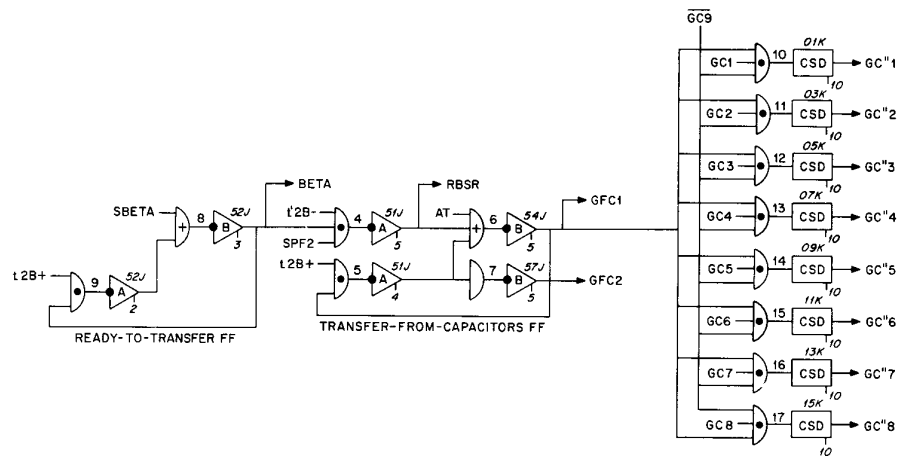 GC9
GC1 10 01K CSD 10 GC"1
GC2 11 03K CSD 10 GC"2
GC3 12 05K CSD 10 GC"3
GC4 13 07K CSD 10 GC"4
GC5 14 09K CSD 10 GC"5
GC6 15 11K CSD 10 GC"6
GC7 16 13K CSD 10 GC"7
GC8 17 15K CSD 10 GC"8
BETA
RBSR
GFC1
SBETA + 8 B 52J 3
t'2B- 4 A 51J 5
SPF2
AT + 6 B 54J 5
t.2B+ 9 A 52J 2
t.2B+ 5 A 51J 4
7 B 57J 5 GFC2
READY-TO-TRANSFER FF
TRANSFER-FROM-CAPACITORS FF